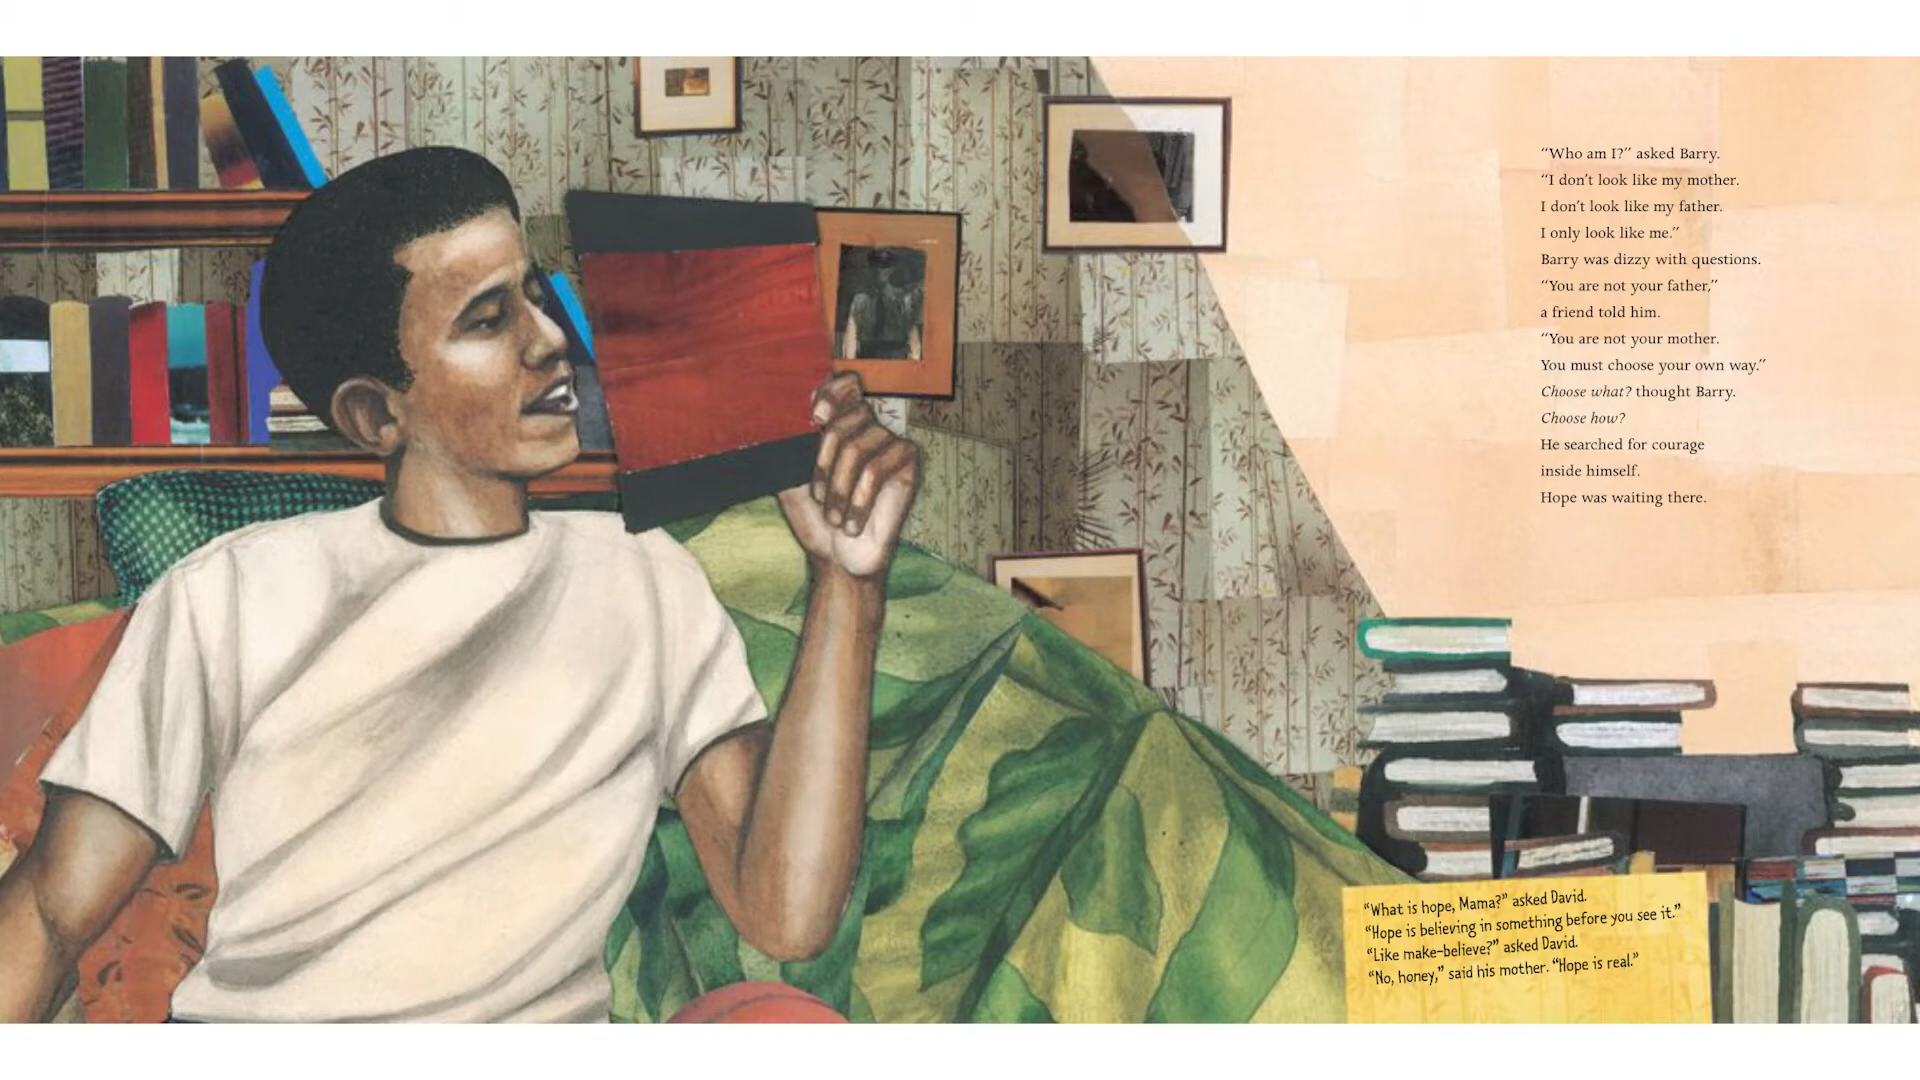 “Who am I?” asked Barry.
“I don’t look like my mother.
I don’t look like my father.
I only look like me.”
Barry was dizzy with questions.
“You are not your father,”
a friend told him.
“You are not your mother.
You must choose your own way.”
Choose what? thought Barry.
Choose how?
He searched for courage
inside himself.
Hope was waiting there.
“What is hope, Mama?” asked David.
“Hope is believing in something before you see it.”
“Like make-believe?” asked David.
“No, honey,” said his mother. “Hope is real.”